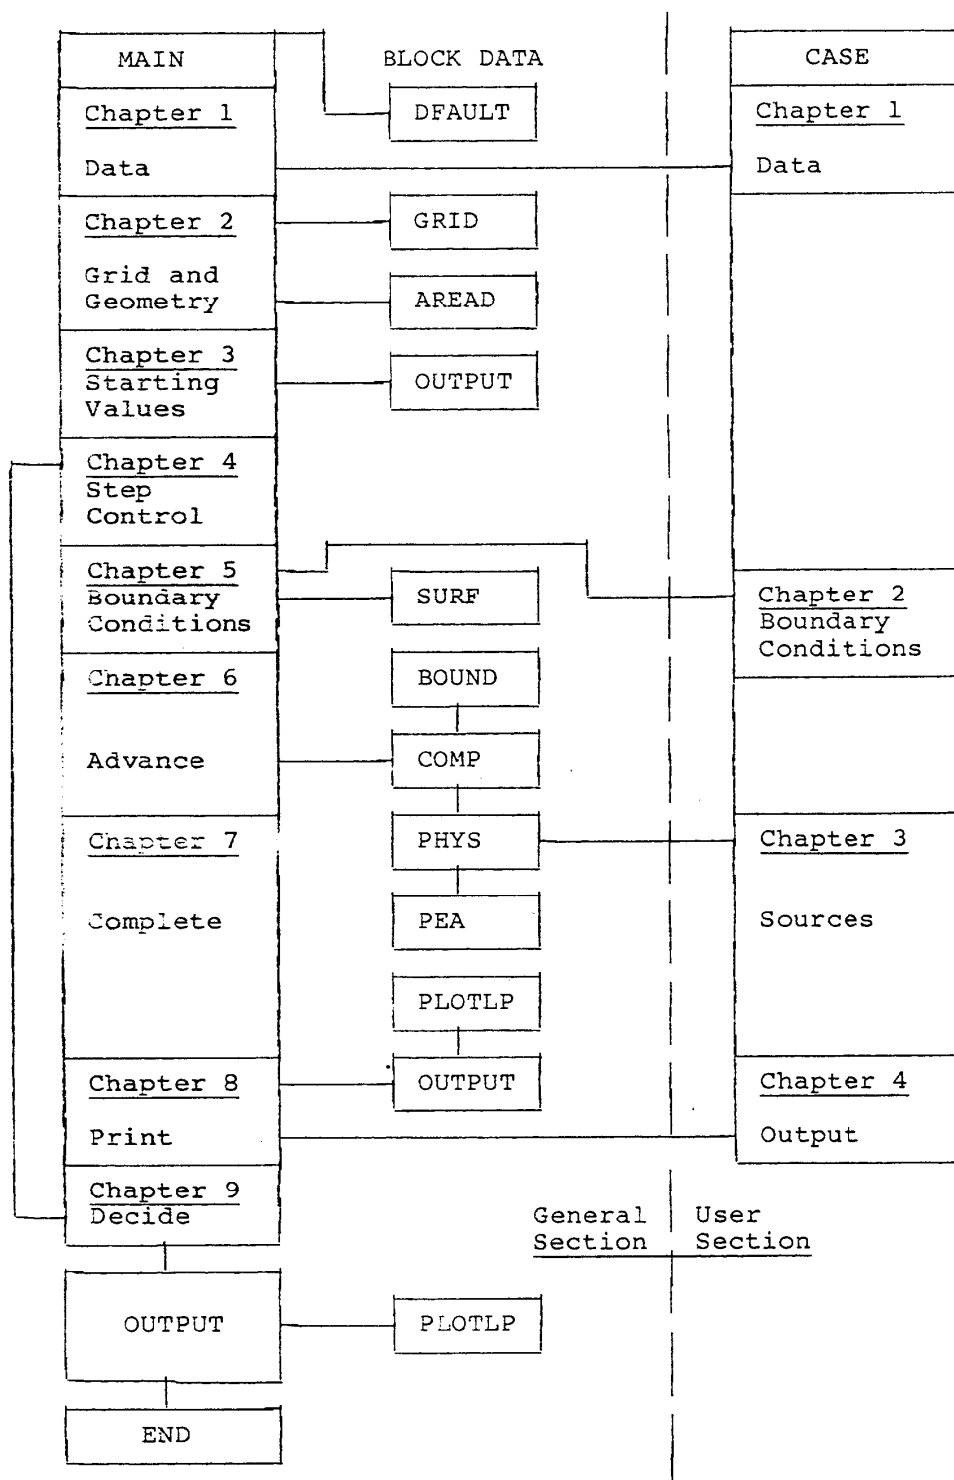 MAIN
BLOCK DATA
CASE
Chapter 1
DFAULT
Chapter 1
Data
Data
Chapter 2
GRID
Grid and
Geometry
AREAD
Chapter 3
Starting
Values
OUTPUT
Chapter 4
Step
Control
Chapter 5
Boundary
Conditions
SURF
Chapter 2
Boundary
Conditions
Chapter 6
BOUND
Advance
COMP
Chapter 7
PHYS
Chapter 3
Complete
PEA
Sources
PLOTLP
Chapter 8
OUTPUT
Chapter 4
Print
Output
Chapter 9
Decide
General
Section
User
Section
OUTPUT
PLOTLP
END